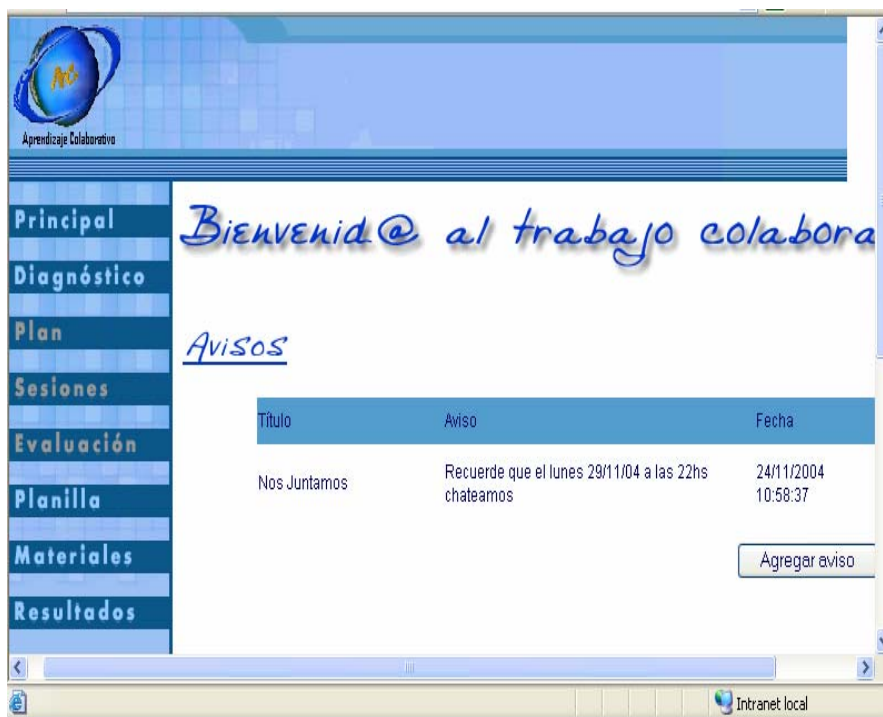 AC
Aprendizaje Colaborativo
Bienvenid@ al trabajo colabora
Principal
Diagnóstico
Plan
Sesiones
Evaluación
Planilla
Materiales
Resultados
Avisos
Título Aviso Fecha
Nos Juntamos Recuerde que el lunes 29/11/04 a las 22hs 24/11/2004
chateamos 10:58:37
Agregar aviso
Intranet local